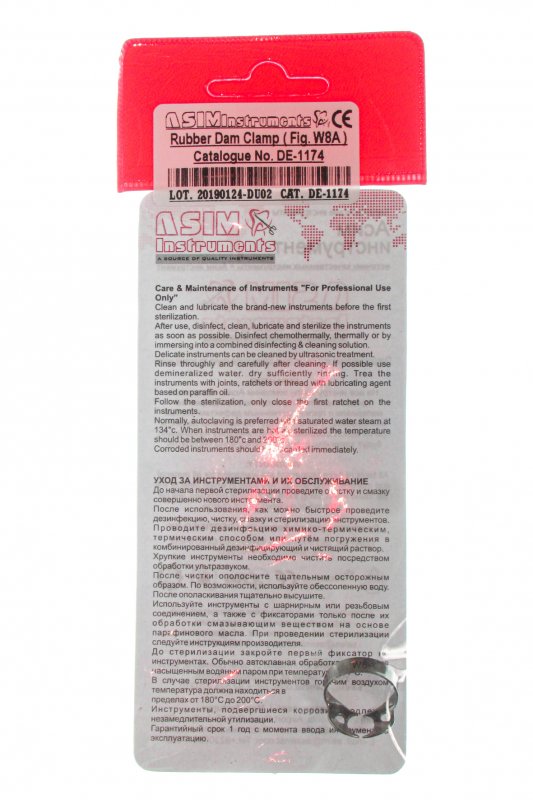 ASIM Instruments CE
Rubber Dam Clamp ( Fig. W8A )
Catalogue No. DE-1174
LOT. 20190124-DU02 CAT. DE-1174
ASIM
Instruments
A SOURCE OF QUALITY INSTRUMENTS
Care & Maintenance of Instruments "For Professional Use
Only"
Clean and lubricate the brand-new instruments before the first
sterilization.
After use, disinfect, clean, lubricate and sterilize the instruments
as soon as possible. Disinfect chemothermally, thermally or by
immersing into a combined disinfecting & cleaning solution.
Delicate instruments can be cleaned by ultrasonic treatment.
Rinse throughly and carefully after cleaning. If possible use
demineralized water. dry sufficiently rinsing. Trea the
instruments with joints, ratchets or thread with lubricating agent
based on paraffin oil.
Follow the sterilization, only close the first ratchet on the
instruments.
Normally, autoclaving is preferred with saturated water steam at
134°c. When instruments are sterilized the temperature
should be between 180°c and 200°c.
Corroded instruments should be immediately.
УХОД ЗА ИНСТРУМЕНТАМИ И ИХ ОБСЛУЖИВАНИЕ
До начала первой стерилизации проведите чистку и смазку
совершенно нового инструмента.
После использования, как можно быстрое проведите
дезинфекцию, чистку, смазку и стерилизацию инструментов.
Проводите дезинфекцию химико-термическим,
термическим способом или путём погружения в
комбинированный дезинфицирующий и чистящий раствор.
Хрупкие инструменты необходимо чистить посредством
обработки ультразвуком.
После чистки ополосните тщательным осторожным
образом. По возможности, используйте обессоленную воду.
После ополаскивания тщательно высушите.
Используйте инструменты с шарнирным или резьбовым
соединением, а также с фиксаторами только после их
обработки смазывающим веществом на основе
парафинового масла. При проведении стерилизации
следуйте инструкциям производителя.
До стерилизации закройте первый фиксатор
инструментах. Обычно автоклавная обработка
насыщенным водяным паром при температуре
В случае стерилизации инструментов горячим воздухом
температура должна находиться в
пределах от 180°С до 200°С.
Инструменты, подвергшиеся коррозии
незамедлительной утилизации.
Гарантийный срок 1 год с момента ввода инструмента
эксплуатацию.